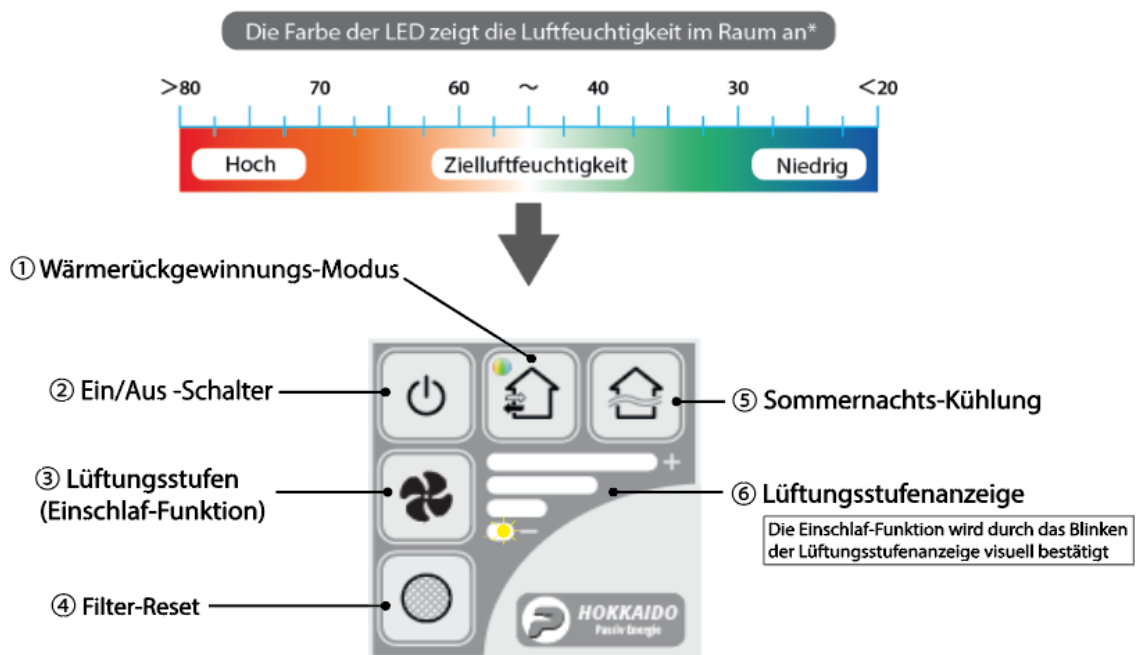 Die Farbe der LED zeigt die Luftfeuchtigkeit im Raum an*
>80 70 60 ~ 40 30 <20
Hoch Zielluftfeuchtigkeit Niedrig
① Wärmerückgewinnungs-Modus
② Ein/Aus -Schalter
⑤ Sommernachts-Kühlung
③ Lüftungsstufen
(Einschlaf-Funktion)
+
−
⑥ Lüftungsstufenanzeige
Die Einschlaf-Funktion wird durch das Blinken
der Lüftungsstufenanzeige visuell bestätigt
④ Filter-Reset
HOKKAIDO
Passiv Energie